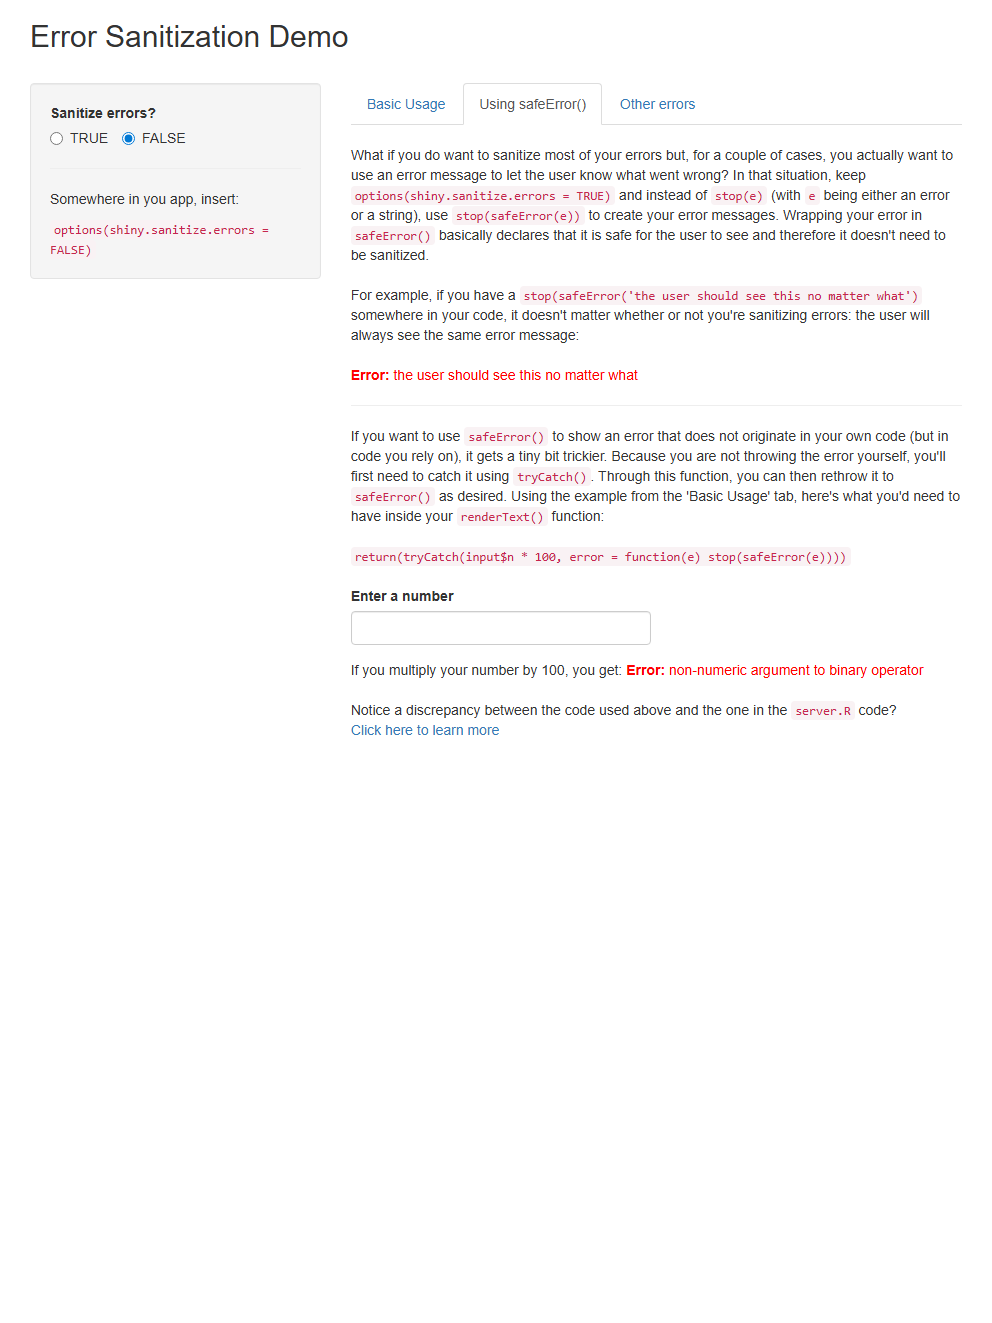 Error Sanitization Demo
Sanitize errors?
TRUE FALSE
Somewhere in you app, insert:
options(shiny.sanitize.errors =
FALSE)
Basic Usage Using safeError() Other errors
What if you do want to sanitize most of your errors but, for a couple of cases, you actually want to
use an error message to let the user know what went wrong? In that situation, keep
options(shiny.sanitize.errors = TRUE) and instead of stop(e) (with e being either an error
or a string), use stop(safeError(e)) to create your error messages. Wrapping your error in
safeError() basically declares that it is safe for the user to see and therefore it doesn't need to
be sanitized.
For example, if you have a stop(safeError('the user should see this no matter what')
somewhere in your code, it doesn't matter whether or not you're sanitizing errors: the user will
always see the same error message:
Error: the user should see this no matter what
If you want to use safeError() to show an error that does not originate in your own code (but in
code you rely on), it gets a tiny bit trickier. Because you are not throwing the error yourself, you'll
first need to catch it using tryCatch(). Through this function, you can then rethrow it to
safeError() as desired. Using the example from the 'Basic Usage' tab, here's what you'd need to
have inside your renderText() function:
return(tryCatch(input$n * 100, error = function(e) stop(safeError(e))))
Enter a number
If you multiply your number by 100, you get: Error: non-numeric argument to binary operator
Notice a discrepancy between the code used above and the one in the server.R code?
Click here to learn more